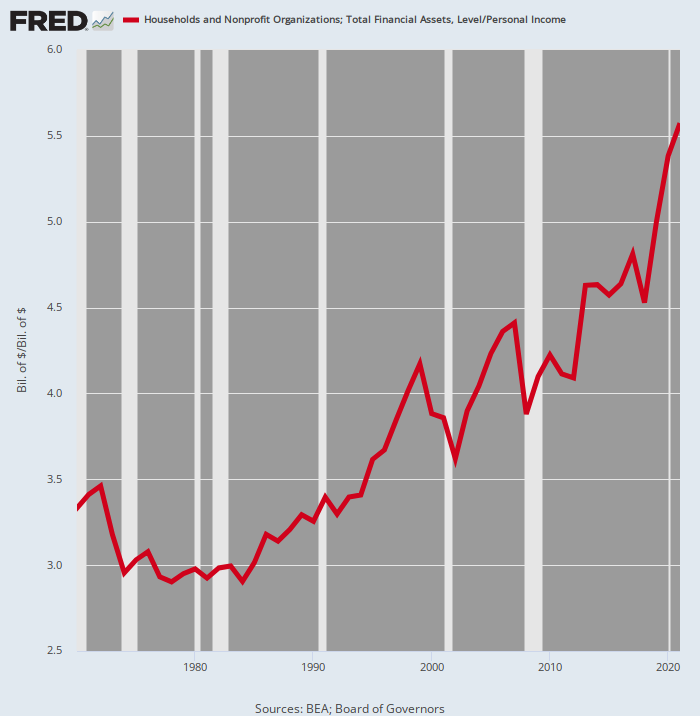 FRED
Households and Nonprofit Organizations; Total Financial Assets, Level/Personal Income
6.0
5.5
5.0
4.5
4.0
3.5
3.0
2.5
Bil. of $/Bil. of $
1980 1990 2000 2010 2020
Sources: BEA; Board of Governors